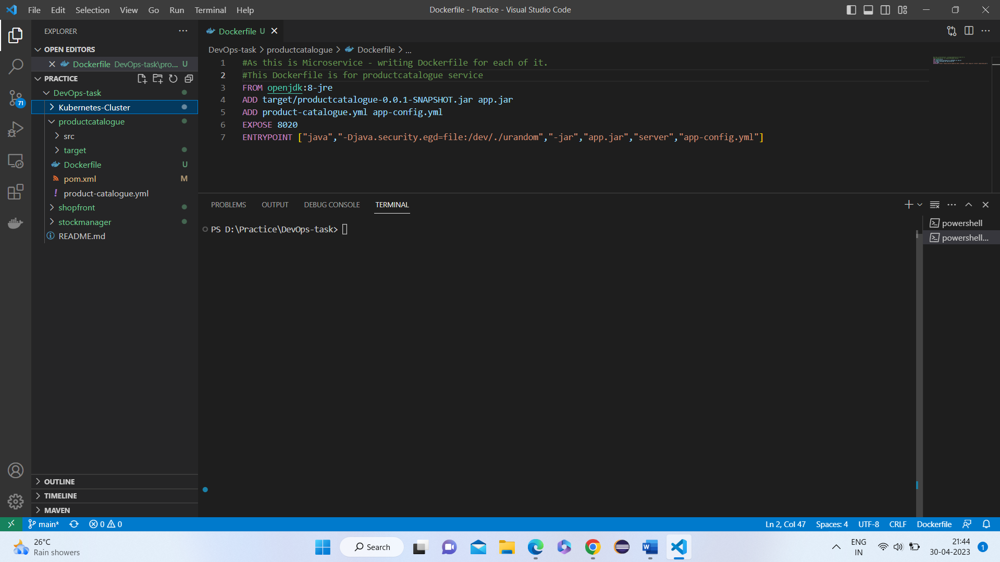 File Edit Selection View Go Run Terminal Help
Dockerfile - Practice - Visual Studio Code
EXPLORER
OPEN EDITORS
Dockerfile DevOps-task\pro... U
PRACTICE
DevOps-task
Kubernetes-Cluster
productcatalogue
src
target
Dockerfile U
pom.xml M
product-catalogue.yml
shopfront
stockmanager
README.md
OUTLINE
TIMELINE
MAVEN
71
Dockerfile U
DevOps-task > productcatalogue > Dockerfile > ...
1 #As this is Microservice - writing Dockerfile for each of it.
2 #This Dockerfile is for productcatalogue service
3 FROM openjdk:8-jre
4 ADD target/productcatalogue-0.0.1-SNAPSHOT.jar app.jar
5 ADD product-catalogue.yml app-config.yml
6 EXPOSE 8020
7 ENTRYPOINT ["java","-Djava.security.egd=file:/dev/./urandom","-jar","app.jar","server","app-config.yml"]
PROBLEMS OUTPUT DEBUG CONSOLE TERMINAL
PS D:\Practice\DevOps-task>
powershell
powershell...
main* 0 0
Ln 2, Col 47 Spaces: 4 UTF-8 CRLF Dockerfile
26°C
Rain showers
Search
ENG
IN
21:44
30-04-2023
1